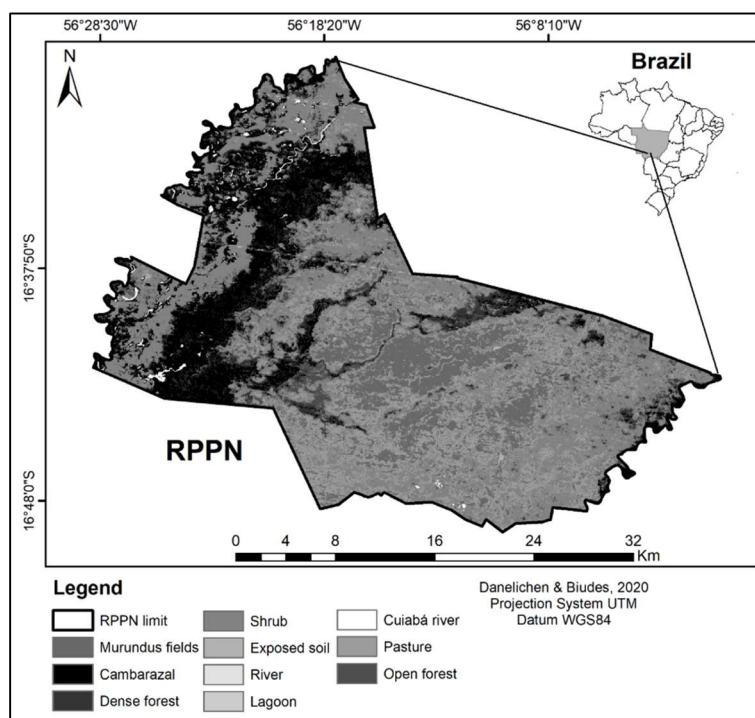 56°28'30"W 56°18'20"W 56°8'10"W
N
Brazil
16°37'50"S
RPPN
16°48'0"S
0 4 8 16 24 32
Km
Legend
Danelichen & Biudes, 2020
Projection System UTM
Datum WGS84
RPPN limit
Shrub
Cuiabá river
Murundus fields
Exposed soil
Pasture
Cambarazal
River
Open forest
Dense forest
Lagoon